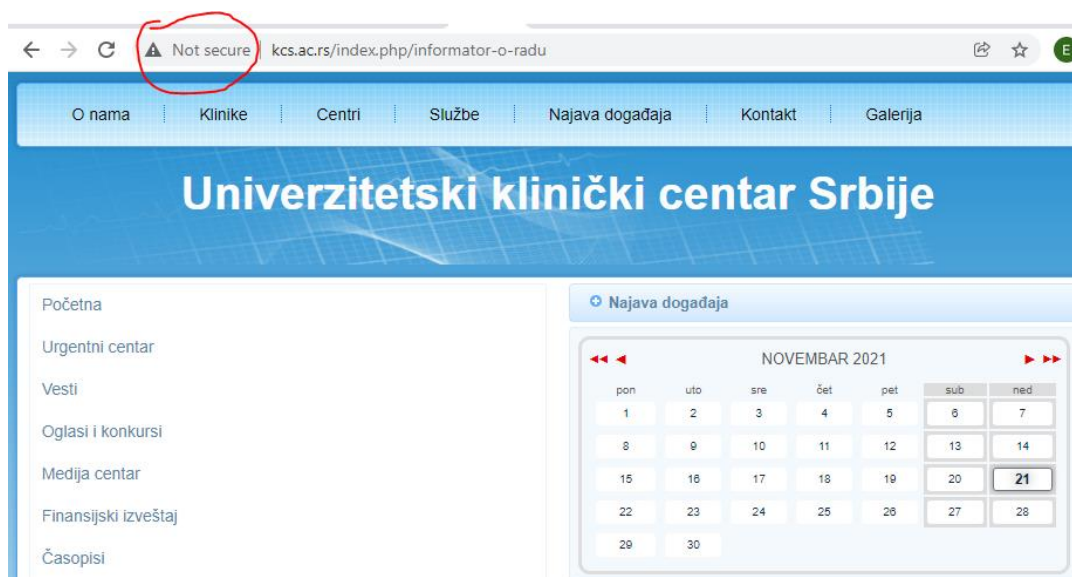 Not secure kcs.ac.rs/index.php/informator-o-radu E
O nama Klinike Centri Službe Najava događaja Kontakt Galerija
Univerzitetski klinički centar Srbije
Početna
Urgentni centar
Vesti
Oglasi i konkursi
Medija centar
Finansijski izveštaj
Časopisi
Najava događaja
NOVEMBAR 2021
pon uto sre čet pet sub ned
1 2 3 4 5 6 7
8 9 10 11 12 13 14
15 16 17 18 19 20 21
22 23 24 25 26 27 28
29 30